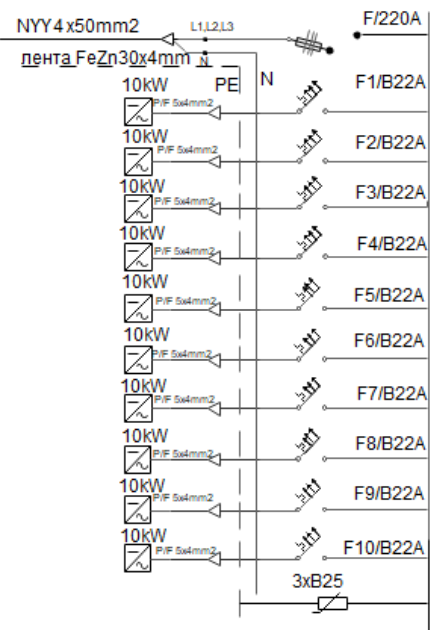 NYY 4x50mm2 L1,L2,L3 F/220A
лента FeZn30x4mm N
PE N
10kW P/F 5x4mm2 F1/B22A
10kW P/F 5x4mm2 F2/B22A
10kW P/F 5x4mm2 F3/B22A
10kW P/F 5x4mm2 F4/B22A
10kW P/F 5x4mm2 F5/B22A
10kW P/F 5x4mm2 F6/B22A
10kW P/F 5x4mm2 F7/B22A
10kW P/F 5x4mm2 F8/B22A
10kW P/F 5x4mm2 F9/B22A
10kW P/F 5x4mm2 F10/B22A
3xB25